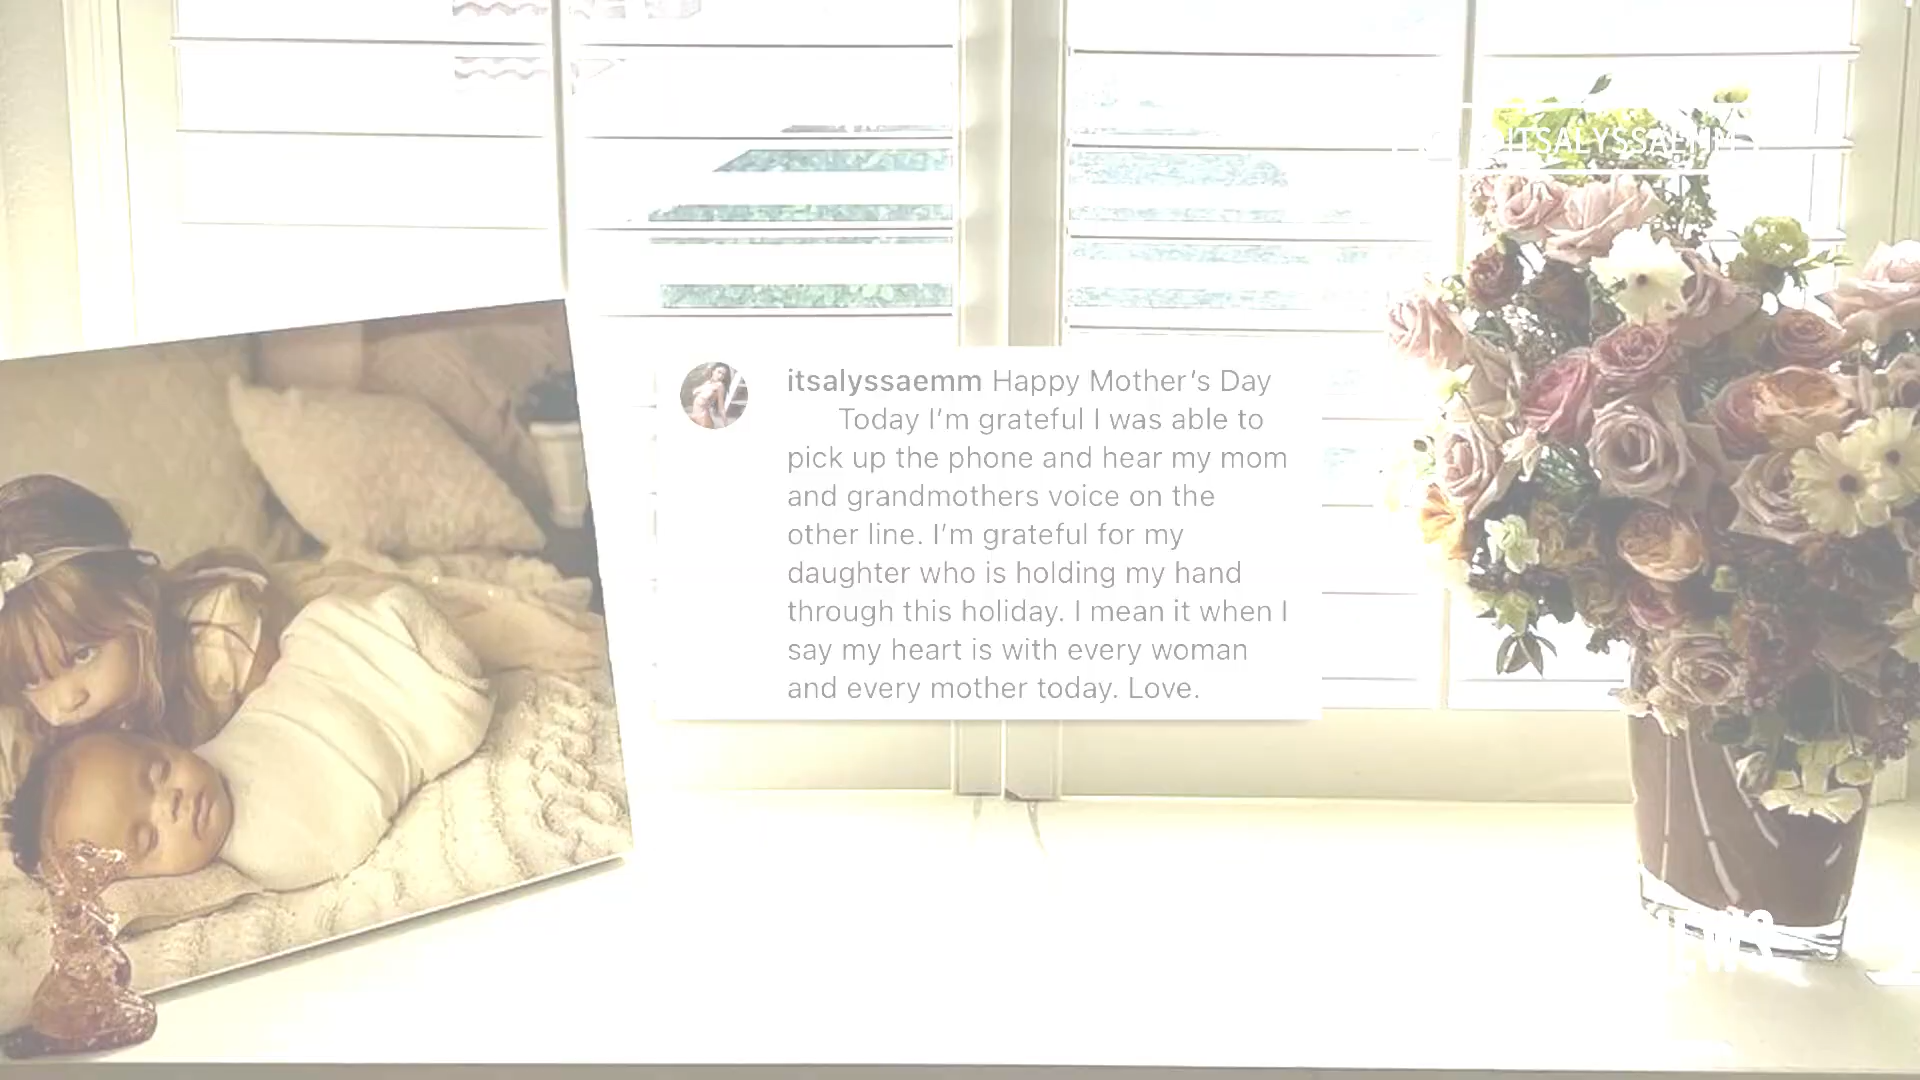 @ITSALYSSAEMM
itsalyssaemm Happy Mother's Day
Today I'm grateful I was able to
pick up the phone and hear my mom
and grandmothers voice on the
other line. I'm grateful for my
daughter who is holding my hand
through this holiday. I mean it when I
say my heart is with every woman
and every mother today. Love.
NEWS